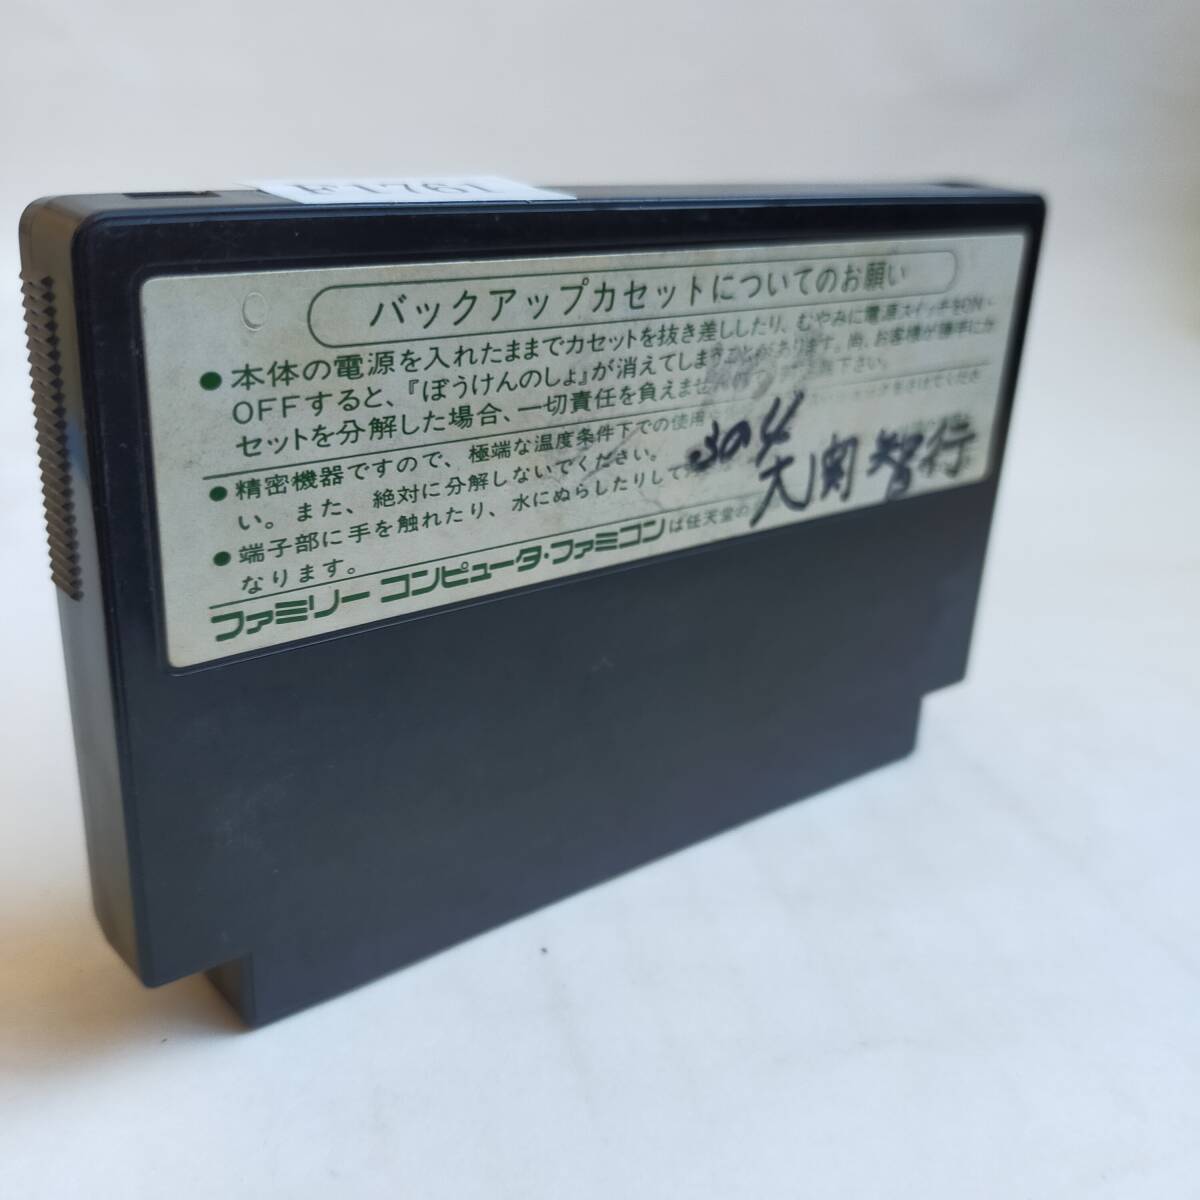 バックアップカセットについてのお願い
●本体の電源を入れたままでカセットを抜き差ししたり、むやみに電源スイッチをON・
OFFすると、『ぼうけんのしょ』が消えてしまうことがあります。尚、お客様が勝手にカ
セットを分解した場合、一切責任を負えません
●精密機器ですので、極端な温度条件下での使用
い。また、絶対に分解しないでください。
●端子部に手を触れたり、水にぬらしたりして
なります。
ファミリーコンピュータ・ファミコンは任天堂の
304
大関智行